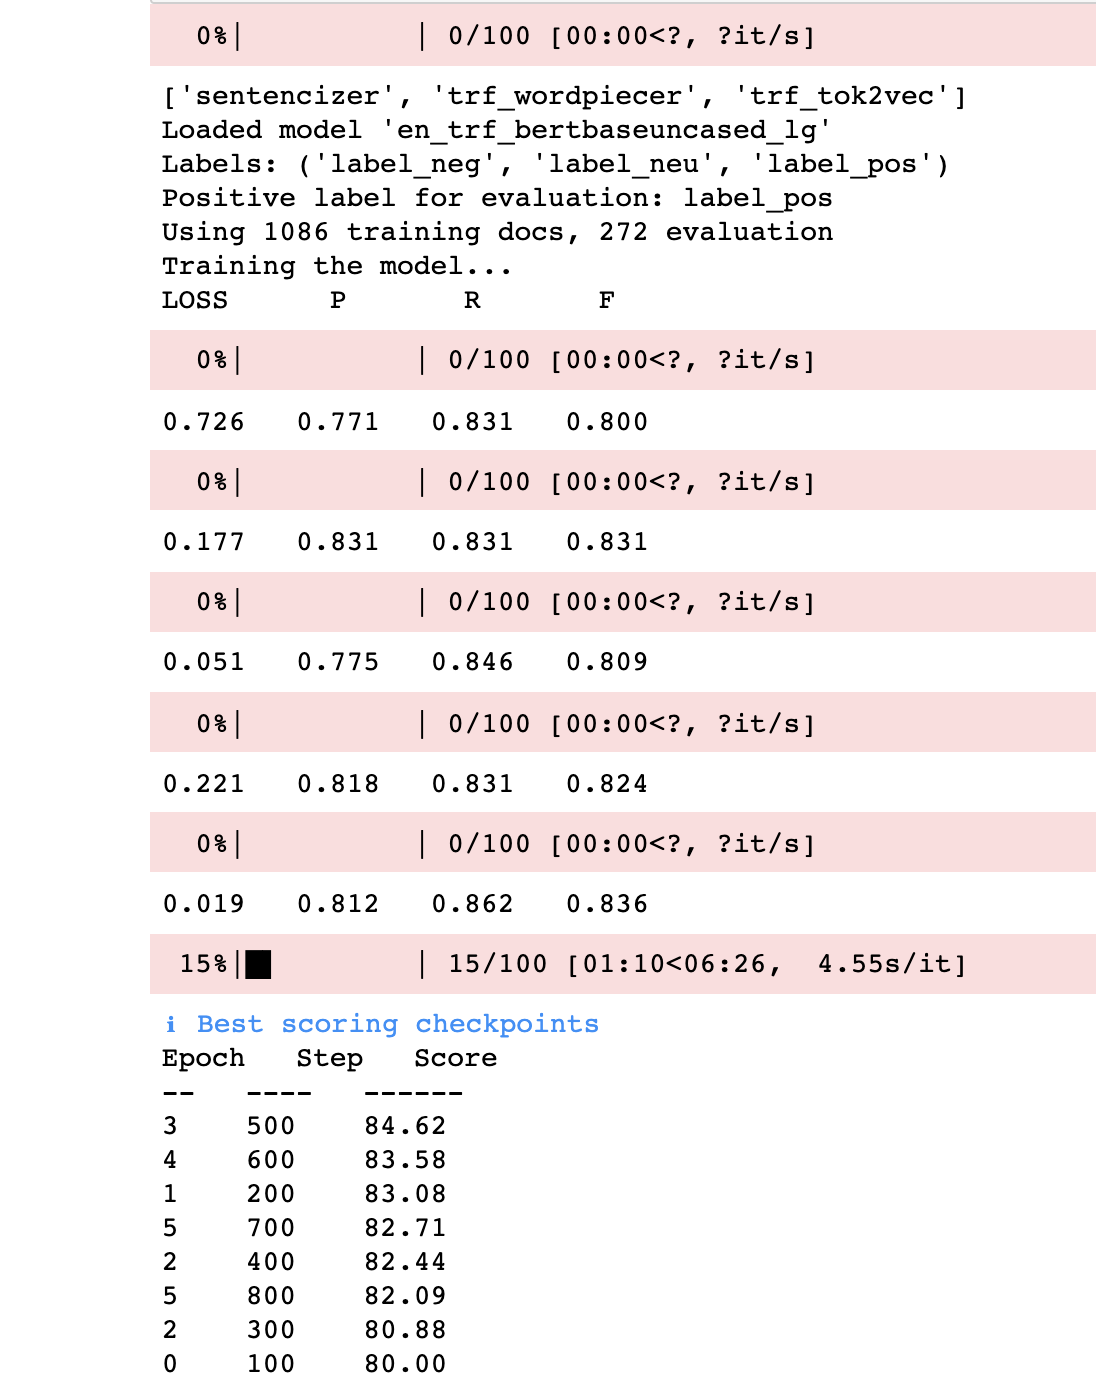 0%| | 0/100 [00:00<?, ?it/s]
['sentencizer', 'trf_wordpiecer', 'trf_tok2vec']
Loaded model 'en_trf_bertbaseuncased_lg'
Labels: ('label_neg', 'label_neu', 'label_pos')
Positive label for evaluation: label_pos
Using 1086 training docs, 272 evaluation
Training the model...
LOSS P R F
0%| | 0/100 [00:00<?, ?it/s]
0.726 0.771 0.831 0.800
0%| | 0/100 [00:00<?, ?it/s]
0.177 0.831 0.831 0.831
0%| | 0/100 [00:00<?, ?it/s]
0.051 0.775 0.846 0.809
0%| | 0/100 [00:00<?, ?it/s]
0.221 0.818 0.831 0.824
0%| | 0/100 [00:00<?, ?it/s]
0.019 0.812 0.862 0.836
15%|█ | 15/100 [01:10<06:26, 4.55s/it]
ℹ Best scoring checkpoints
Epoch Step Score
-- ---- ------
3 500 84.62
4 600 83.58
1 200 83.08
5 700 82.71
2 400 82.44
5 800 82.09
2 300 80.88
0 100 80.00